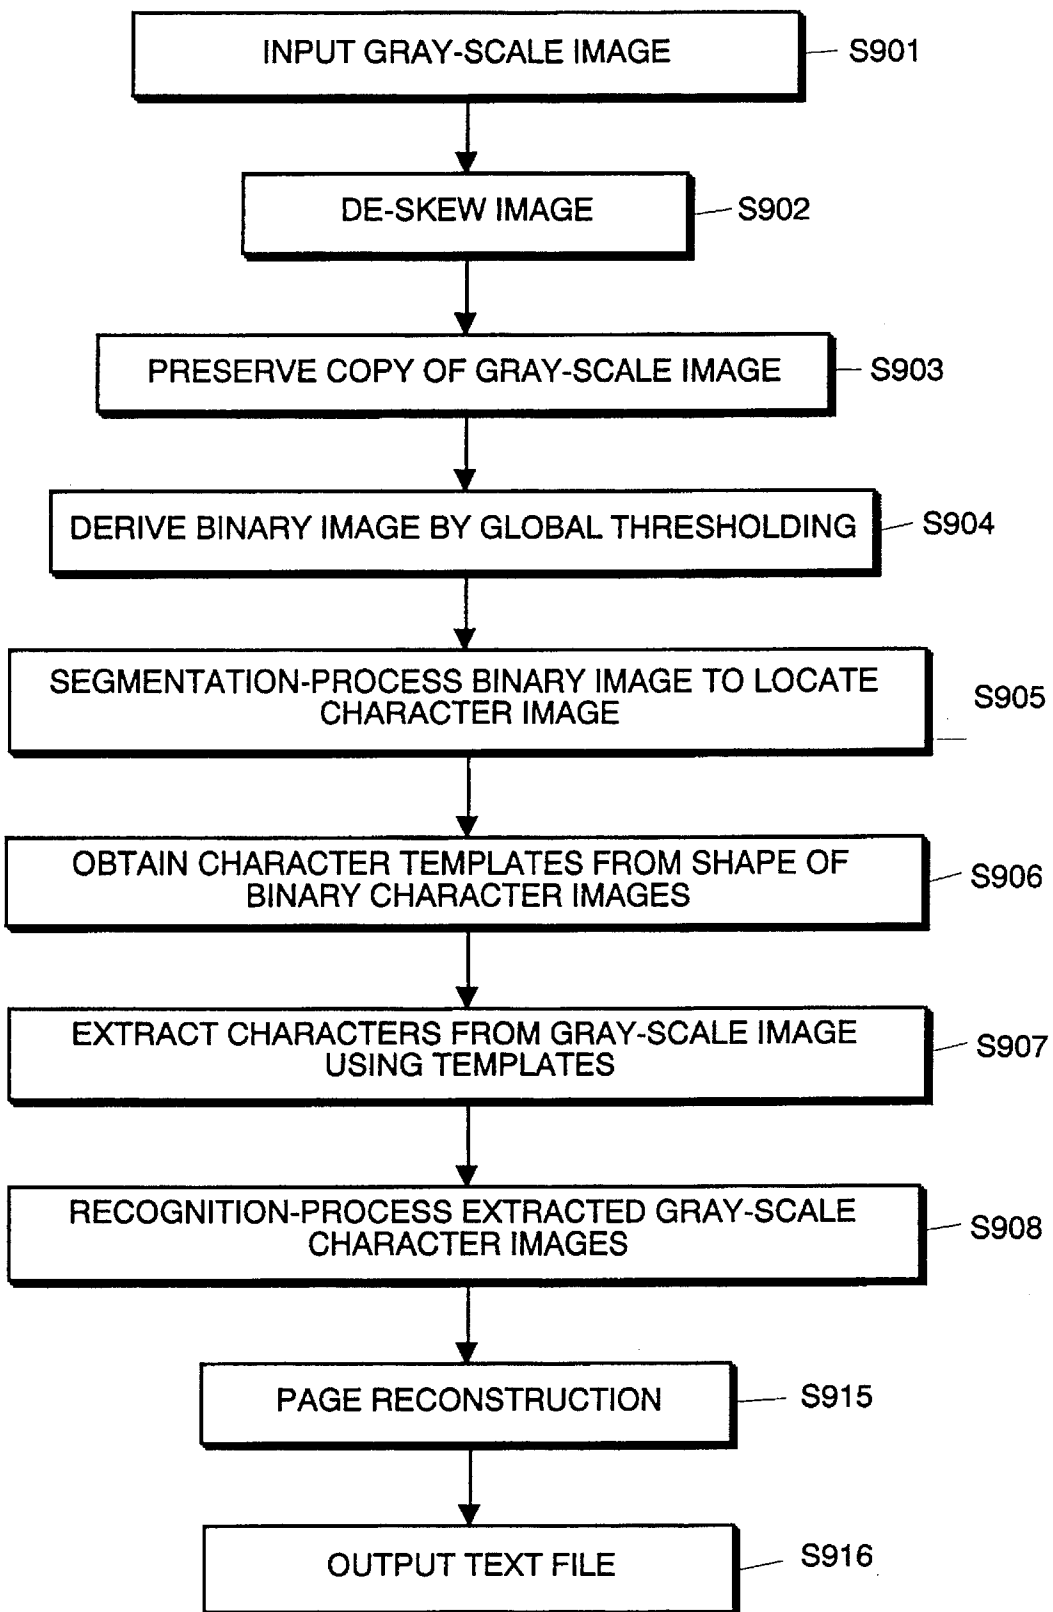 INPUT GRAY-SCALE IMAGE
S901
DE-SKEW IMAGE
S902
PRESERVE COPY OF GRAY-SCALE IMAGE
S903
DERIVE BINARY IMAGE BY GLOBAL THRESHOLDING
S904
SEGMENTATION-PROCESS BINARY IMAGE TO LOCATE
CHARACTER IMAGE
S905
OBTAIN CHARACTER TEMPLATES FROM SHAPE OF
BINARY CHARACTER IMAGES
S906
EXTRACT CHARACTERS FROM GRAY-SCALE IMAGE
USING TEMPLATES
S907
RECOGNITION-PROCESS EXTRACTED GRAY-SCALE
CHARACTER IMAGES
S908
PAGE RECONSTRUCTION
S915
OUTPUT TEXT FILE
S916